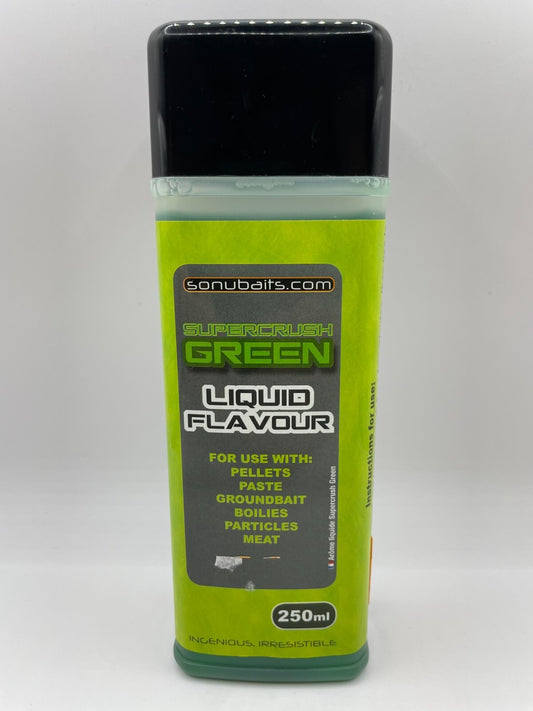 sonubaits.com
SUPERCRUSH
GREEN
LIQUID
FLAVOUR
FOR USE WITH:
PELLETS
PASTE
GROUNDBAIT
BOILIES
PARTICLES
MEAT
250ml
INGENIOUS, IRRESISTIBLE
Arôme liquide Supercrush Green
Instructions for use: